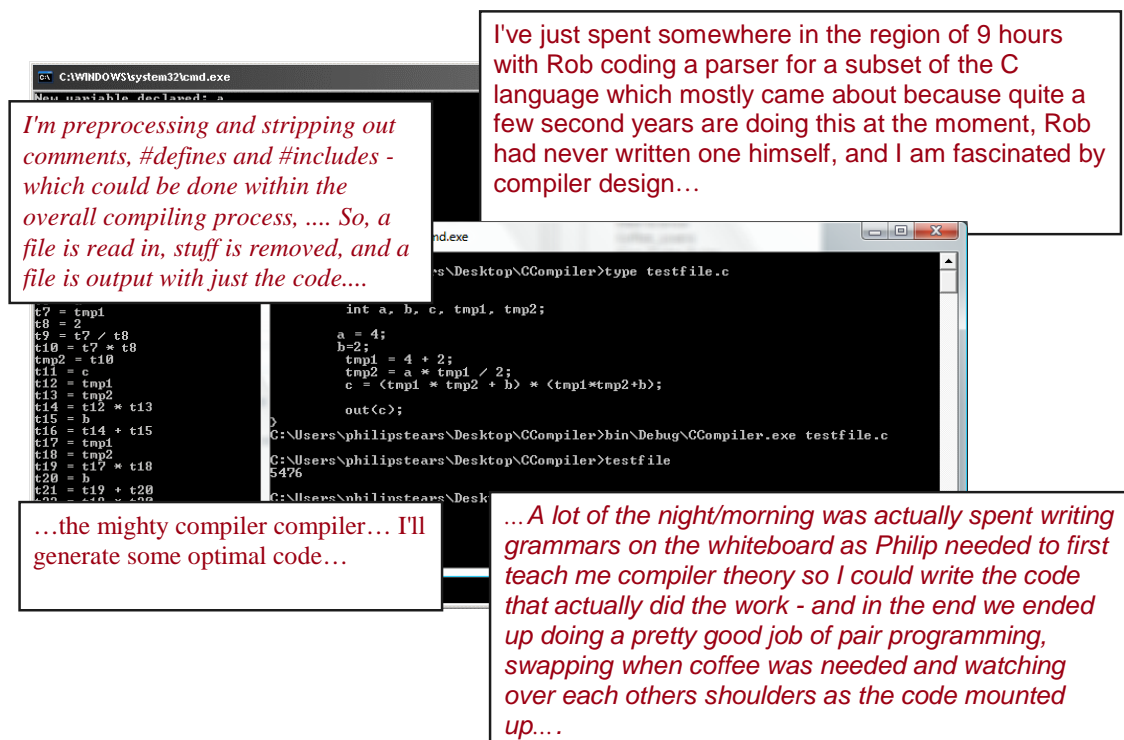 I've just spent somewhere in the region of 9 hours
with Rob coding a parser for a subset of the C
language which mostly came about because quite a
few second years are doing this at the moment, Rob
had never written one himself, and I am fascinated by
compiler design…
C:\WINDOWS\system32\cmd.exe
New variable declared: a
I'm preprocessing and stripping out
comments, #defines and #includes -
which could be done within the
overall compiling process, .... So, a
file is read in, stuff is removed, and a
file is output with just the code....
t7 = tmp1
t8 = 2
t9 = t7 / t8
t10 = t7 * t8
tmp2 = t10
t11 = c
t12 = tmp1
t13 = tmp2
t14 = t12 * t13
t15 = b
t16 = t14 + t15
t17 = tmp1
t18 = tmp2
t19 = t17 * t18
t20 = b
t21 = t19 + t20
md.exe
rs\Desktop\CCompiler>type testfile.c
int a, b, c, tmp1, tmp2;
a = 4;
b=2;
tmp1 = 4 + 2;
tmp2 = a * tmp1 / 2;
c = (tmp1 * tmp2 + b) * (tmp1*tmp2+b);
out(c);
}
C:\Users\philipstears\Desktop\CCompiler>bin\Debug\CCompiler.exe testfile.c
C:\Users\philipstears\Desktop\CCompiler>testfile
5476
C:\Users\philipstears\Desk
…the mighty compiler compiler… I'll
generate some optimal code…
...A lot of the night/morning was actually spent writing
grammars on the whiteboard as Philip needed to first
teach me compiler theory so I could write the code
that actually did the work - and in the end we ended
up doing a pretty good job of pair programming,
swapping when coffee was needed and watching
over each others shoulders as the code mounted
up....